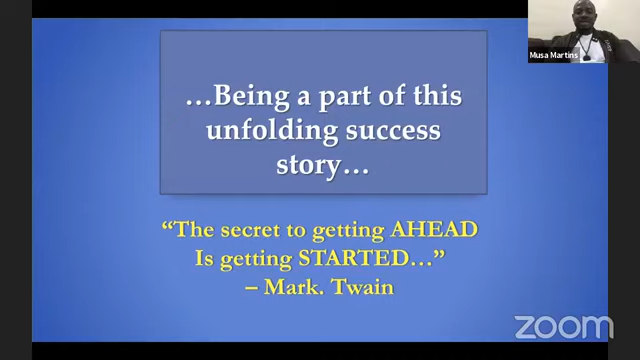 Musa Martins
…Being a part of this
unfolding success
story…
“The secret to getting AHEAD
Is getting STARTED…”
– Mark. Twain
zoom